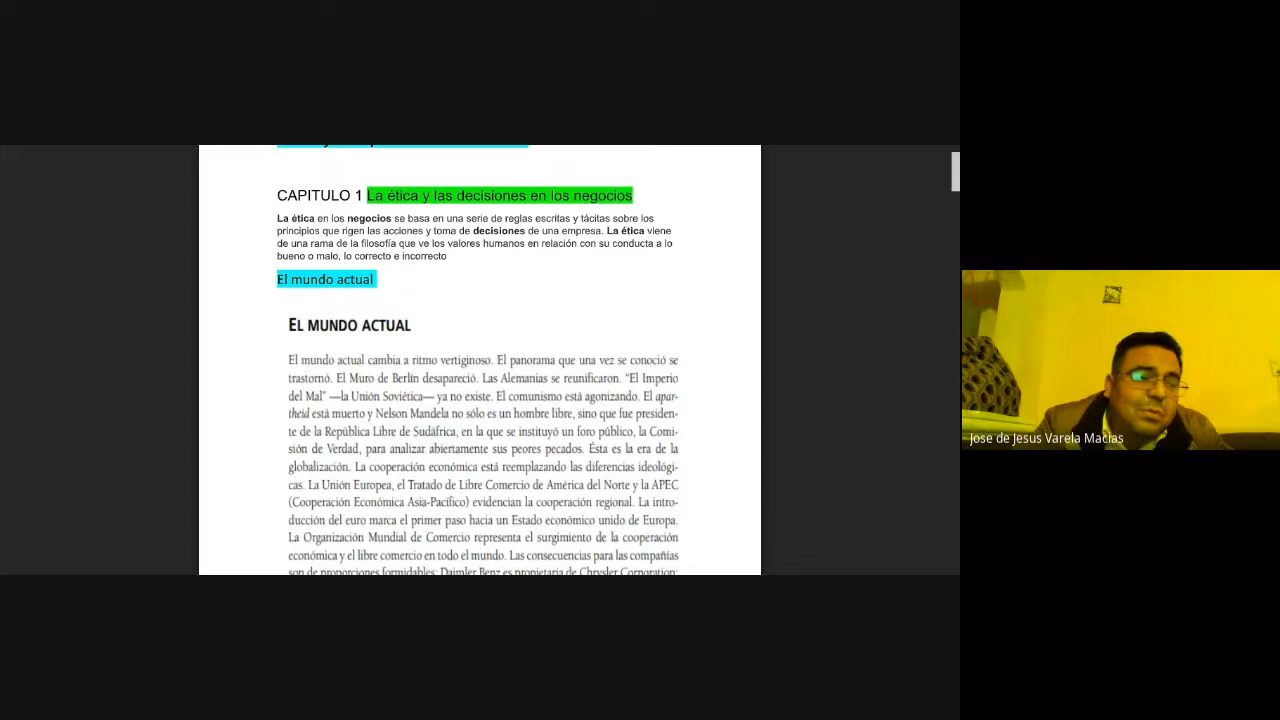 CAPITULO 1 La ética y las decisiones en los negocios
La ética en los negocios se basa en una serie de reglas escritas y tácitas sobre los
principios que rigen las acciones y toma de decisiones de una empresa. La ética viene
de una rama de la filosofía que ve los valores humanos en relación con su conducta a lo
bueno o malo, lo correcto e incorrecto
El mundo actual
EL MUNDO ACTUAL
El mundo actual cambia a ritmo vertiginoso. El panorama que una vez se conoció se
trastornó. El Muro de Berlín desapareció. Las Alemanias se reunificaron. "El Imperio
del Mal" —la Unión Soviética— ya no existe. El comunismo está agonizando. El apar-
theid está muerto y Nelson Mandela no sólo es un hombre libre, sino que fue presiden-
te de la República Libre de Sudáfrica, en la que se instituyó un foro público, la Comi-
sión de Verdad, para analizar abiertamente sus peores pecados. Ésta es la era de la
globalización. La cooperación económica está reemplazando las diferencias ideológi-
cas. La Unión Europea, el Tratado de Libre Comercio de América del Norte y la APEC
(Cooperación Económica Asia-Pacífico) evidencian la cooperación regional. La intro-
ducción del euro marca el primer paso hacia un Estado económico unido de Europa.
La Organización Mundial de Comercio representa el surgimiento de la cooperación
económica y el libre comercio en todo el mundo. Las consecuencias para las compañías
son de proporciones formidables: Daimler Benz es propietaria de Chrysler Corporation;
Jose de Jesus Varela Macias